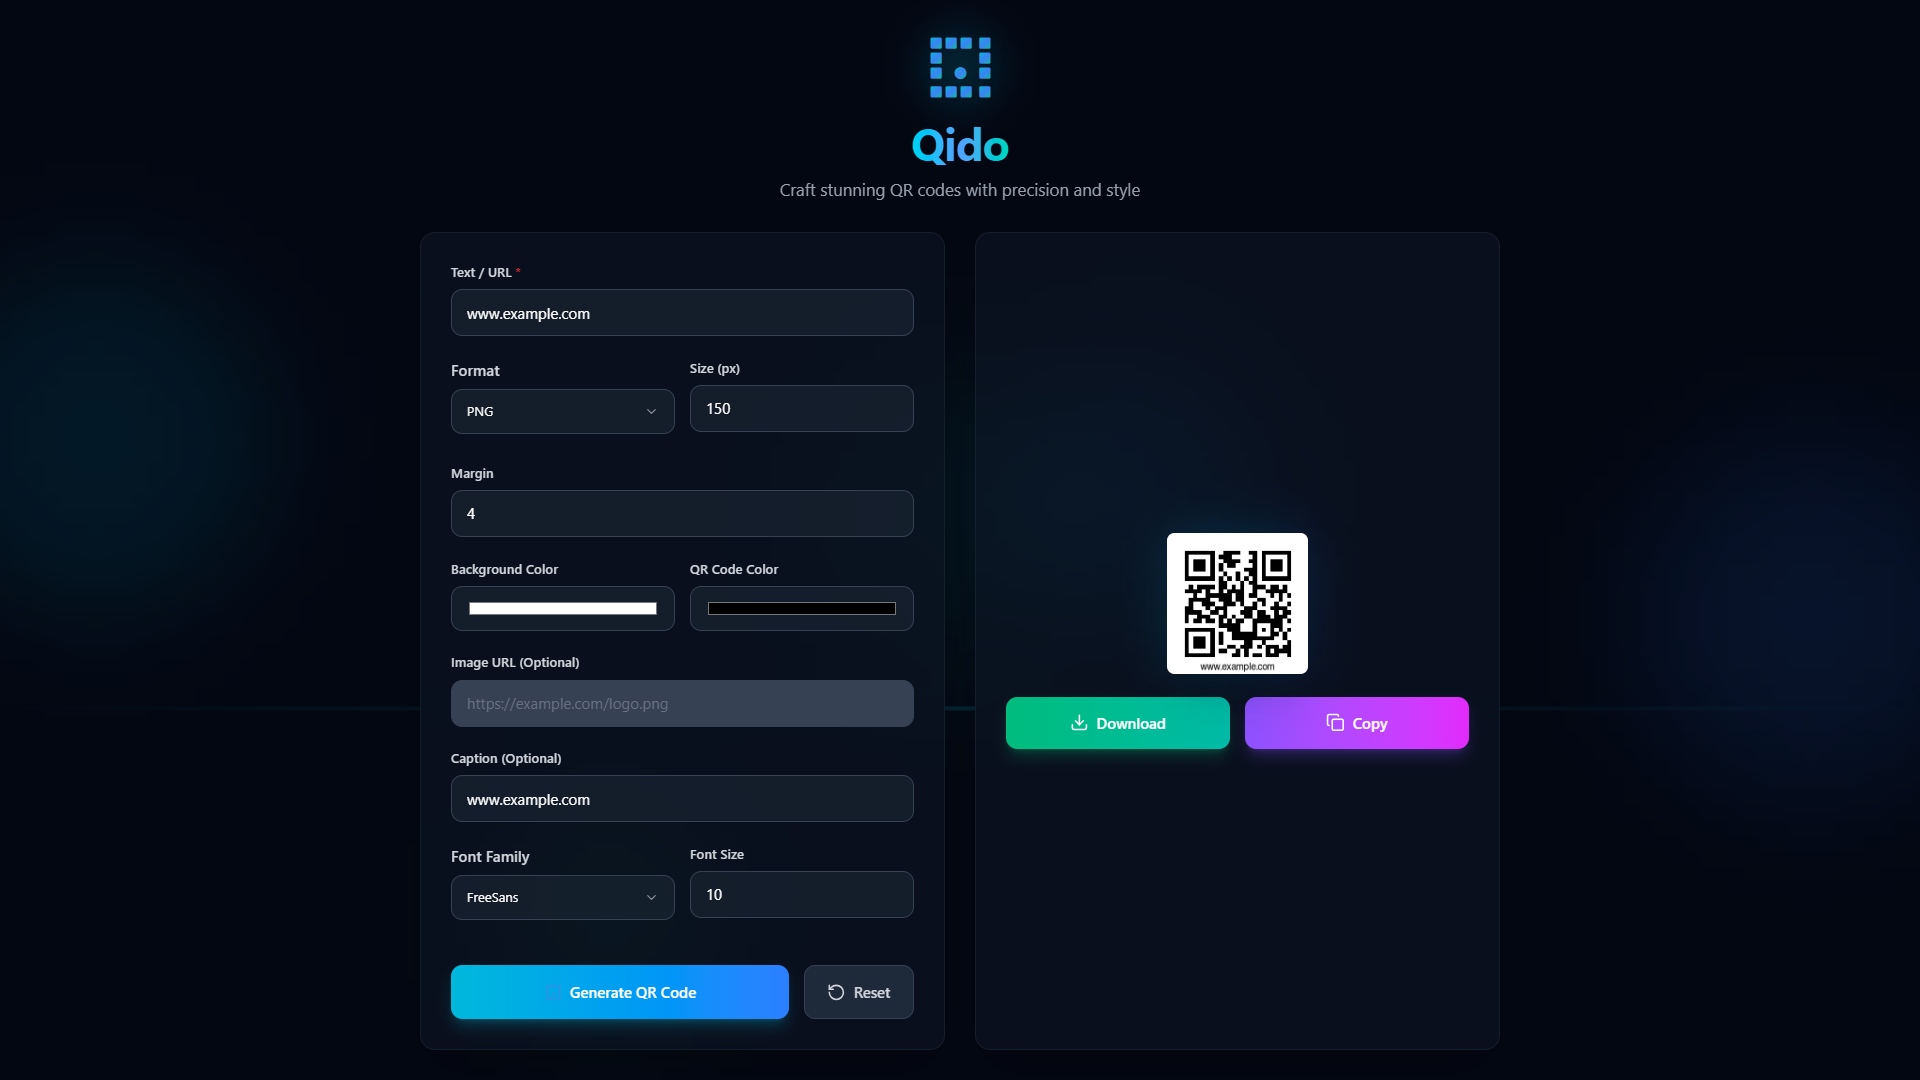 Qido
Craft stunning QR codes with precision and style
Text / URL *
www.example.com
Format
Size (px)
PNG
150
Margin
4
Background Color
QR Code Color
Image URL (Optional)
https://example.com/logo.png
Caption (Optional)
www.example.com
Font Family
Font Size
FreeSans
10
Generate QR Code
Reset
www.example.com
Download
Copy